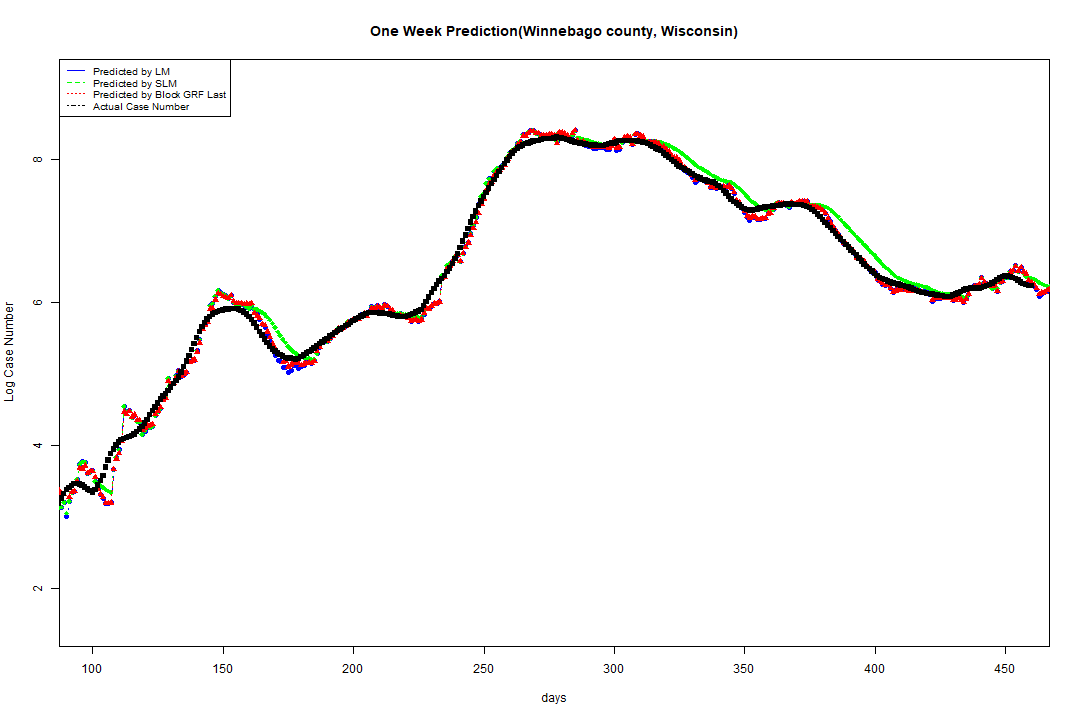 One Week Prediction(Winnebago county, Wisconsin)
Predicted by LM
Predicted by SLM
Predicted by Block GRF Last
Actual Case Number
8
6
4
2
Log Case Number
100 150 200 250 300 350 400 450
days